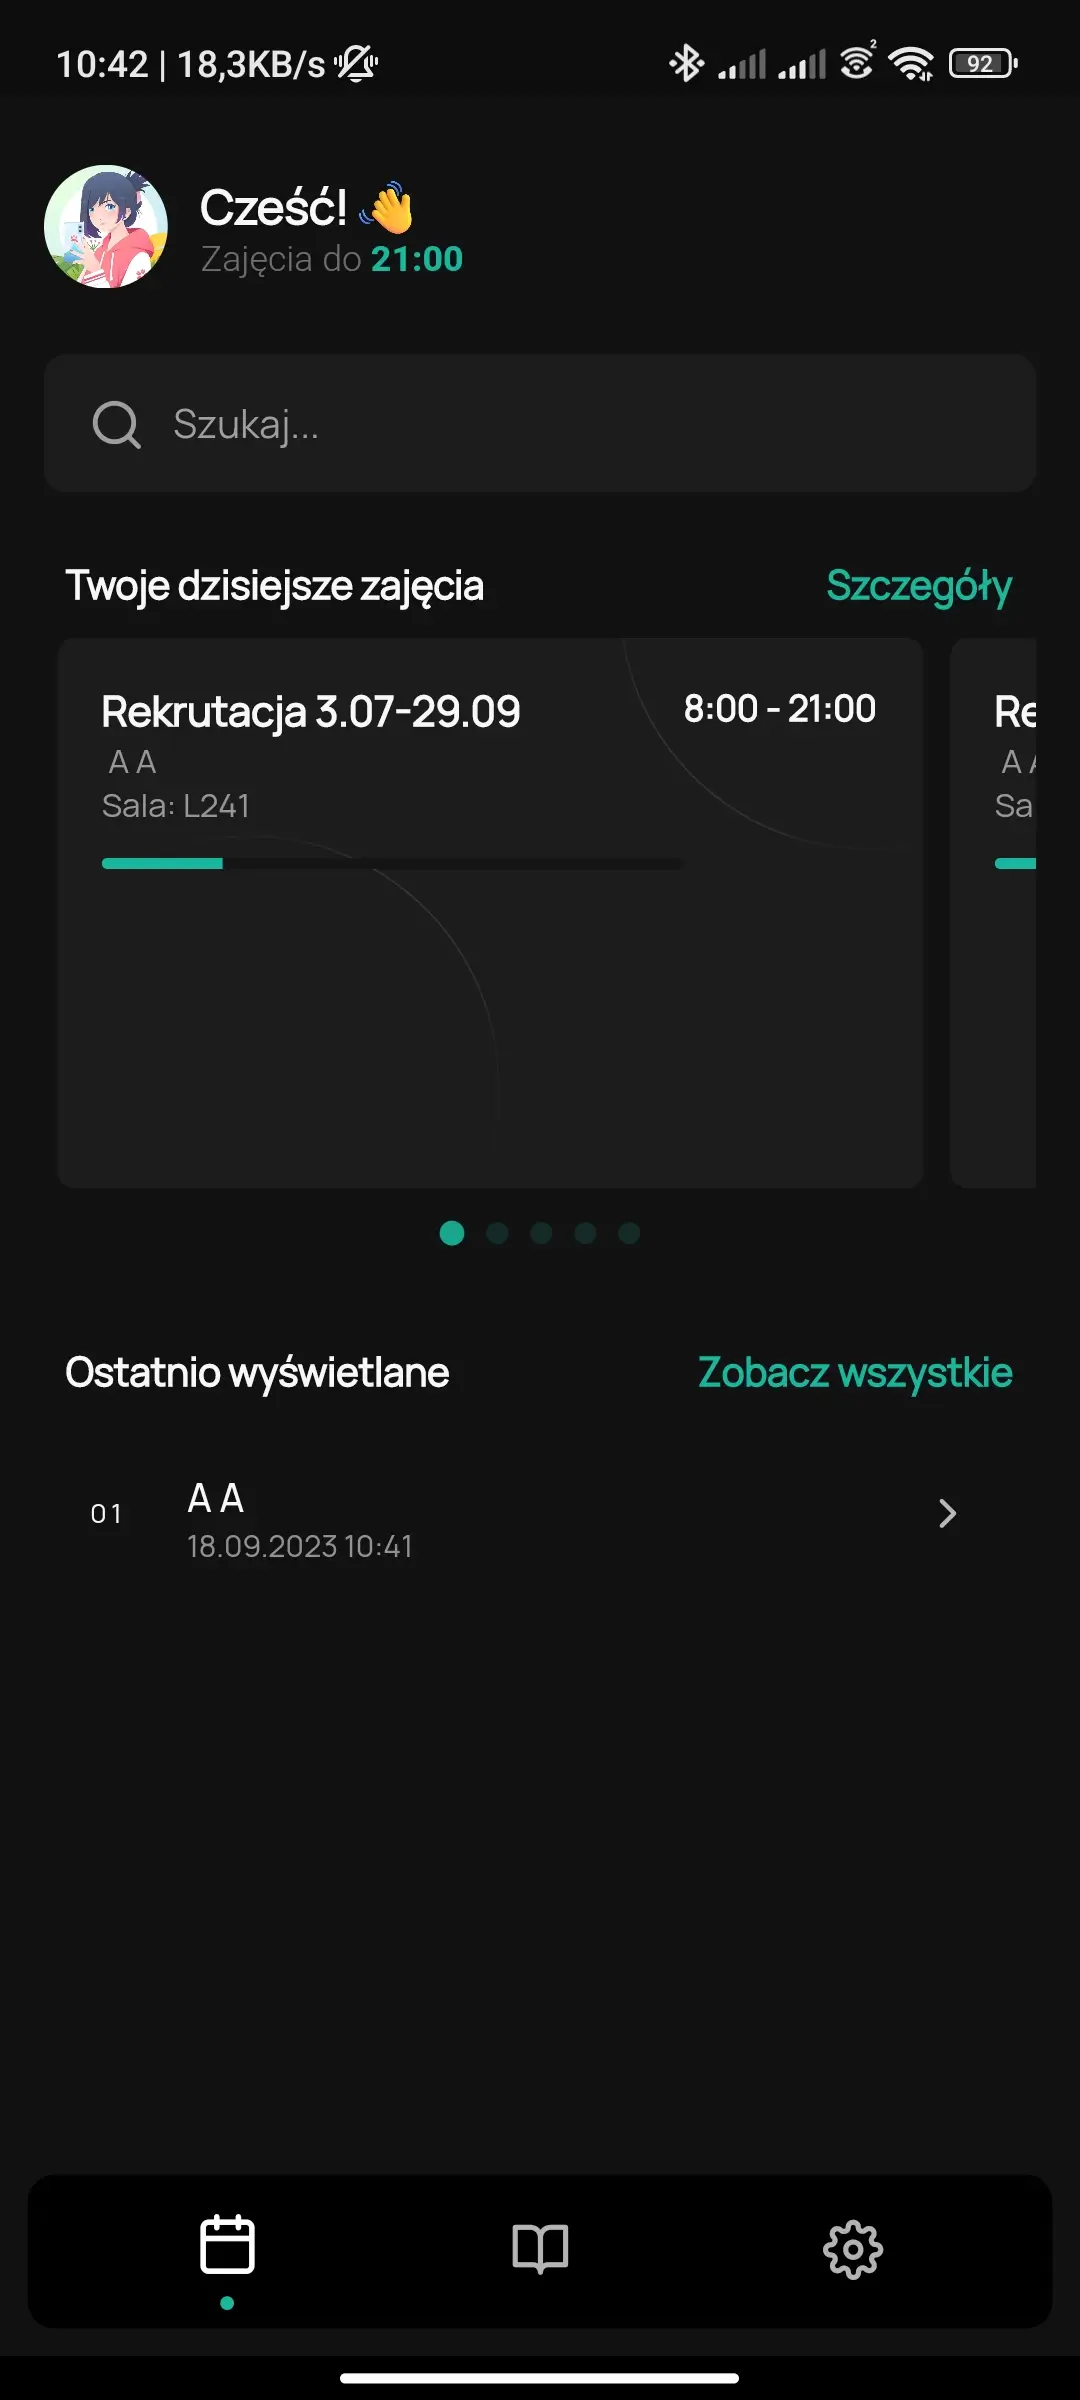 10:42 | 18,3KB/s
2
92
Cześć! 👋
Zajęcia do 21:00
Szukaj...
Twoje dzisiejsze zajęcia
Szczegóły
Rekrutacja 3.07-29.09
8:00 - 21:00
A A
Sala: L241
Re
A A
Sa
Ostatnio wyświetlane
Zobacz wszystkie
01
A A
18.09.2023 10:41